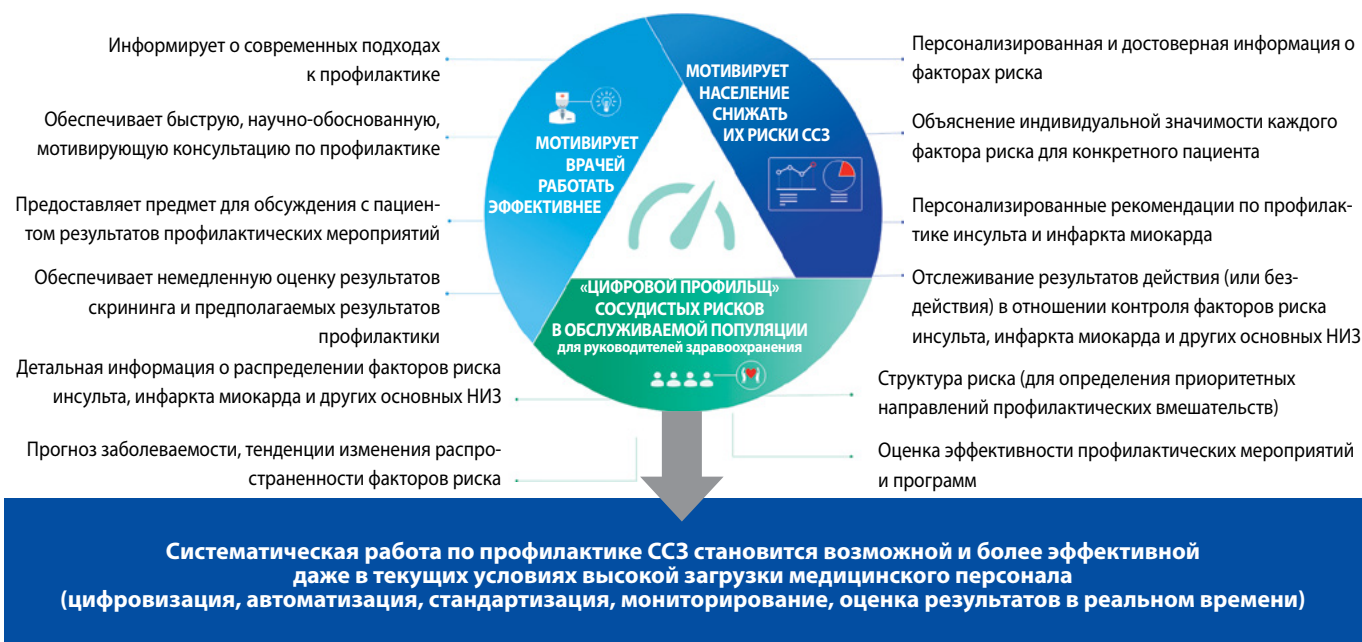 Информирует о современных подходах
к профилактике
Обеспечивает быструю, научно-обоснованную,
мотивирующую консультацию по профилактике
Предоставляет предмет для обсуждения с пациен-
том результатов профилактических мероприятий
Обеспечивает немедленную оценку результатов
скрининга и предполагаемых результатов
профилактики
Детальная информация о распределении факторов риска
инсульта, инфаркта миокарда и других основных НИЗ
Прогноз заболеваемости, тенденции изменения распро-
страненности факторов риска
МОТИВИРУЕТ
ВРАЧЕЙ
РАБОТАТЬ
ЭФФЕКТИВНЕЕ
МОТИВИРУЕТ
НАСЕЛЕНИЕ
СНИЖАТЬ
ИХ РИСКИ ССЗ
«ЦИФРОВОЙ ПРОФИЛЬЩ»
СОСУДИСТЫХ РИСКОВ
В ОБСЛУЖИВАЕМОЙ ПОПУЛЯЦИИ
для руководителей здравоохранения
Персонализированная и достоверная информация о
факторах риска
Объяснение индивидуальной значимости каждого
фактора риска для конкретного пациента
Персонализированные рекомендации по профилак-
тике инсульта и инфаркта миокарда
Отслеживание результатов действия (или без-
действия) в отношении контроля факторов риска
инсульта, инфаркта миокарда и других основных НИЗ
Структура риска (для определения приоритетных
направлений профилактических вмешательств)
Оценка эффективности профилактических мероприятий
и программ
Систематическая работа по профилактике ССЗ становится возможной и более эффективной
даже в текущих условиях высокой загрузки медицинского персонала
(цифровизация, автоматизация, стандартизация, мониторирование, оценка результатов в реальном времени)